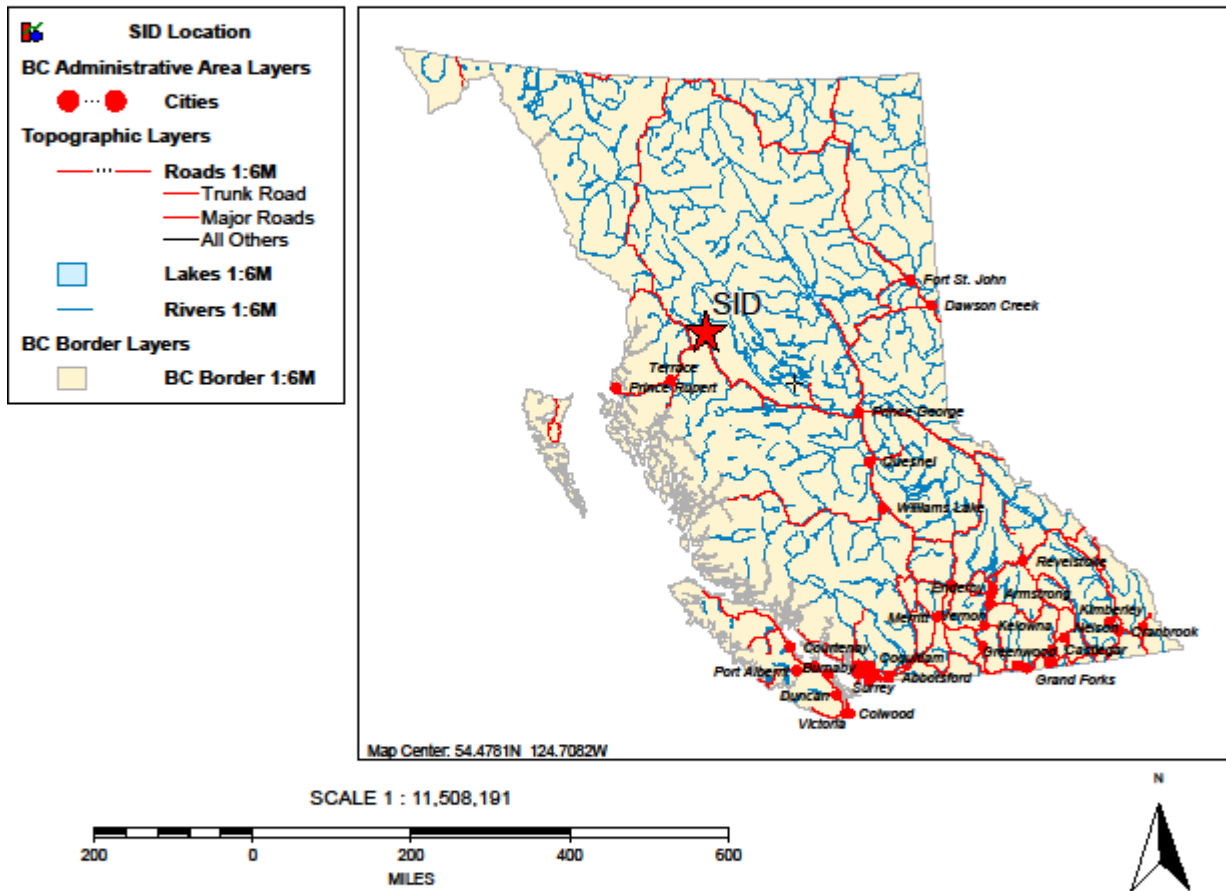 SID Location
BC Administrative Area Layers
Cities
Topographic Layers
Roads 1:6M
Trunk Road
Major Roads
All Others
Lakes 1:6M
Rivers 1:6M
BC Border Layers
BC Border 1:6M
Fort St. John
SID
Dawson Creek
Terrace
Prince Rupert
Prince George
Quesnel
Williams Lake
Revelstoke
Enderby
Armstrong
Kimberley
Merritt
Vernon
Kelowna
Nelson
Cranbrook
Courtenay
Coquitlam
Greenwood
Castlegar
Port Alberni
Burnaby
Surrey
Abbotsford
Grand Forks
Duncan
Victoria
Colwood
Map Center: 54.4781N 124.7082W
SCALE 1 : 11,508,191
200 0 200 400 600
MILES
N